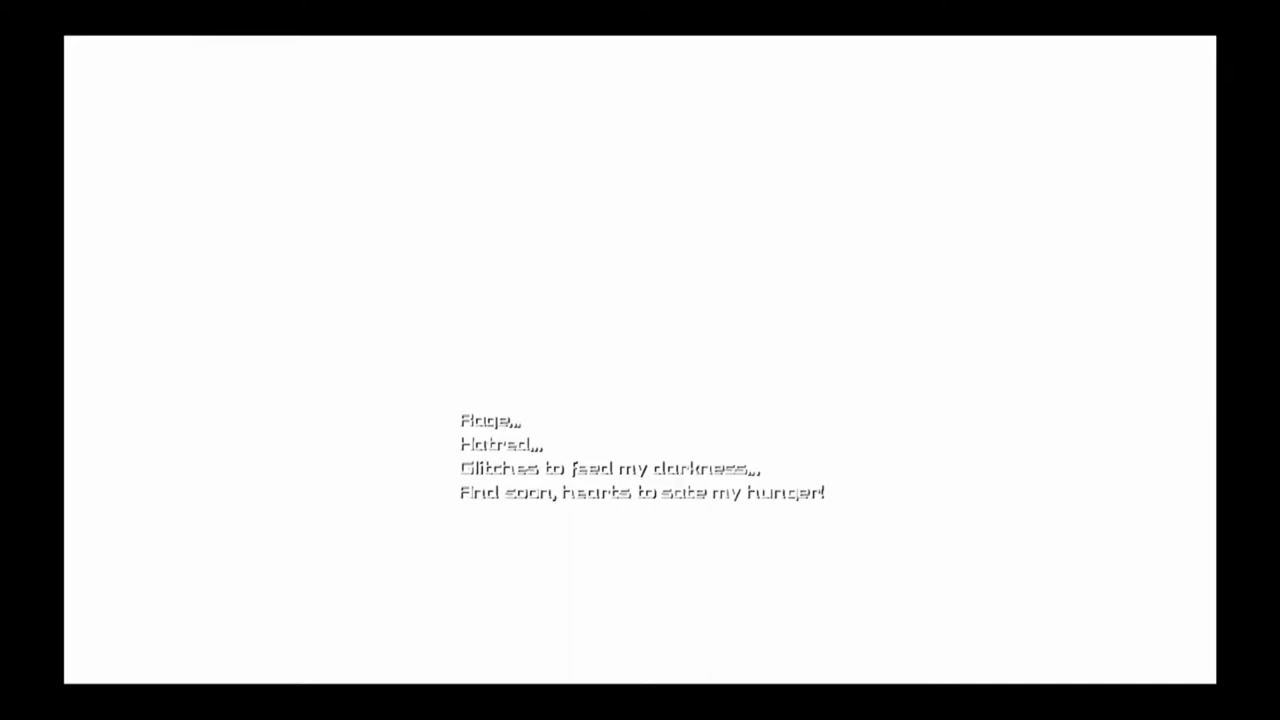 Rage...
Hatred...
Glitches to feed my darkness...
And soon, hearts to sate my hunger!